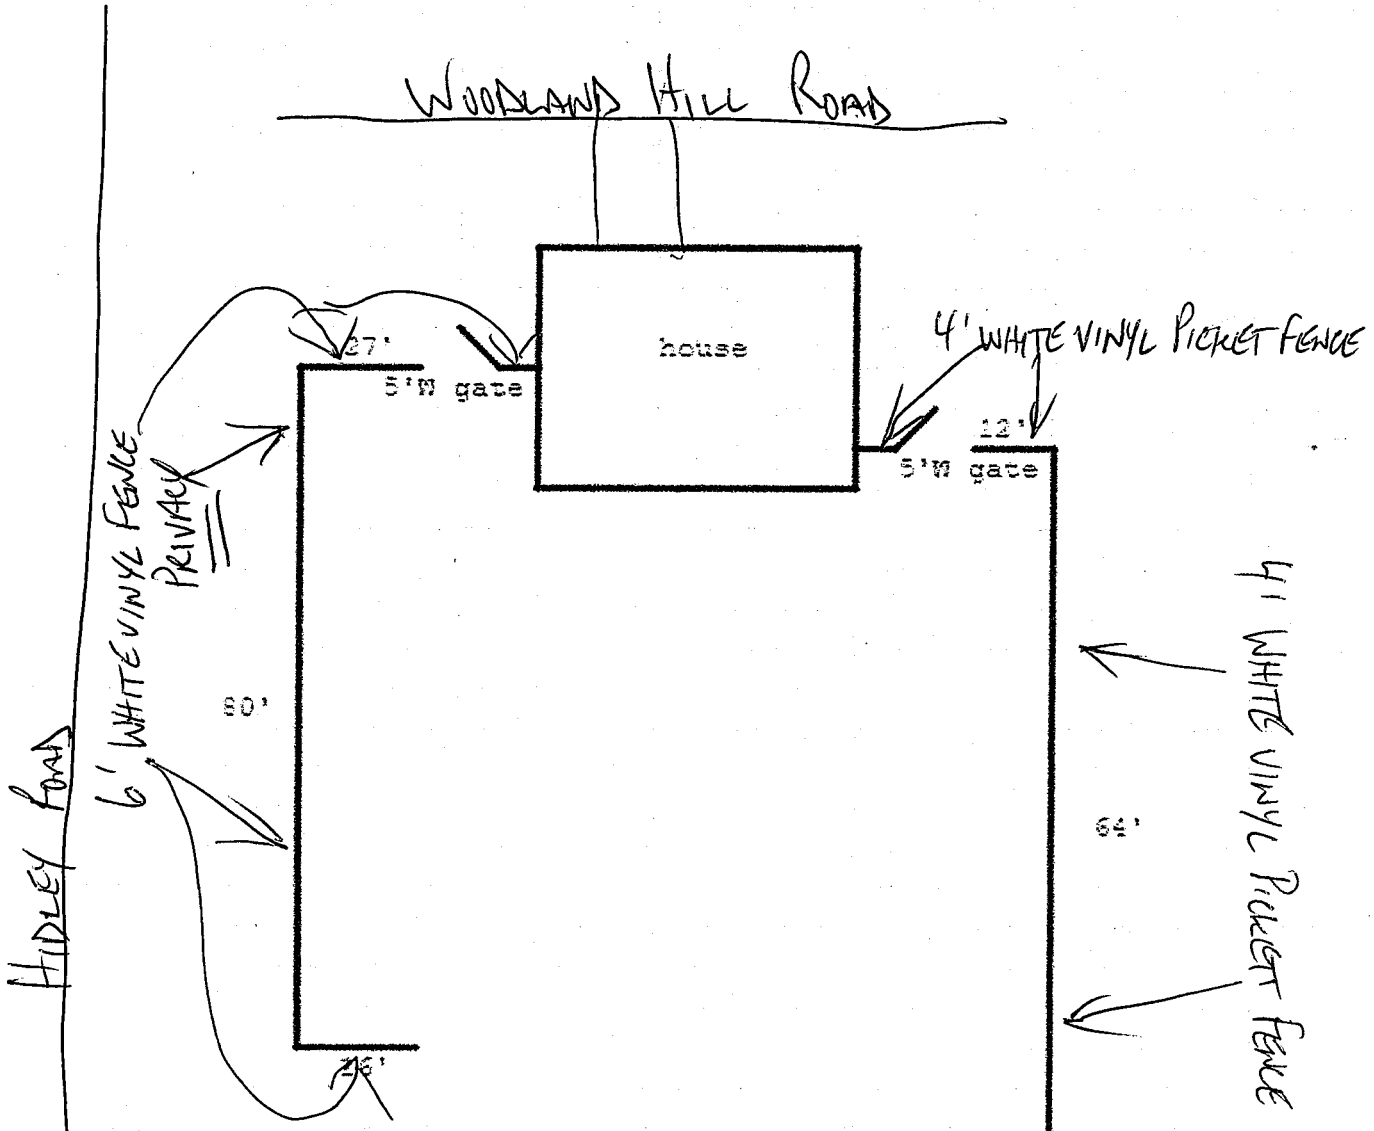 WOODLAND HILL ROAD
house
4' WHITE VINYL PICKET FENCE
27'
5'W gate
12'
5'W gate
6' WHITE VINYL FENCE
PRIVACY
80'
HIDLEY ROAD
64'
4' WHITE VINYL PICKETT FENCE